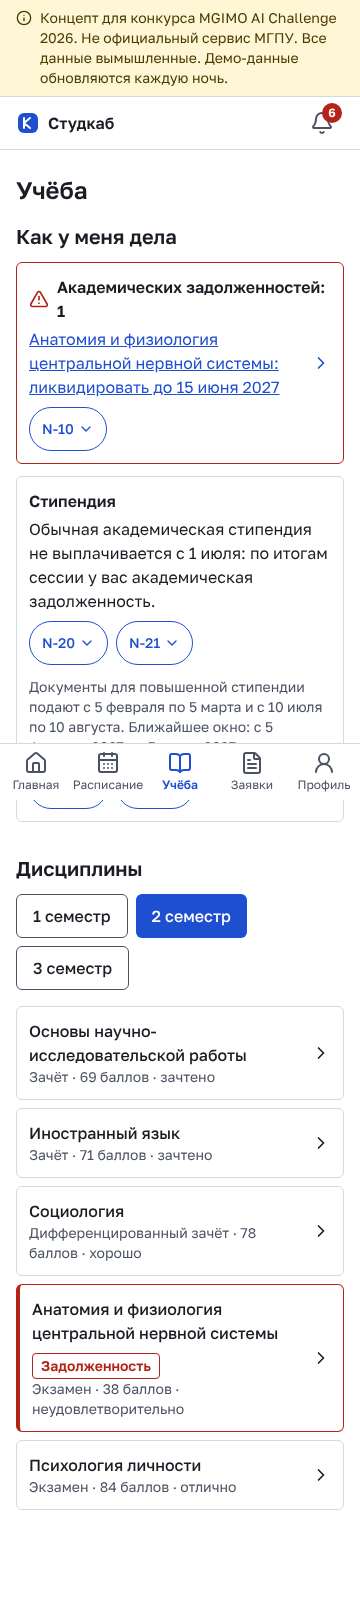 Концепт для конкурса MGIMO AI Challenge
2026. Не официальный сервис МГПУ. Все
данные вымышленные. Демо-данные
обновляются каждую ночь.
Студкаб
6
Учёба
Как у меня дела
Академических задолженностей:
1
Анатомия и физиология
центральной нервной системы:
ликвидировать до 15 июня 2027
N-10
Стипендия
Обычная академическая стипендия
не выплачивается с 1 июля: по итогам
сессии у вас академическая
задолженность.
N-20
N-21
Документы для повышенной стипендии
подают с 5 февраля по 5 марта и с 10 июля
по 10 августа. Ближайшее окно: с 5
Главная
Расписание
Учёба
Заявки
Профиль
Дисциплины
1 семестр
2 семестр
3 семестр
Основы научно-
исследовательской работы
Зачёт · 69 баллов · зачтено
Иностранный язык
Зачёт · 71 баллов · зачтено
Социология
Дифференцированный зачёт · 78
баллов · хорошо
Анатомия и физиология
центральной нервной системы
Задолженность
Экзамен · 38 баллов ·
неудовлетворительно
Психология личности
Экзамен · 84 баллов · отлично